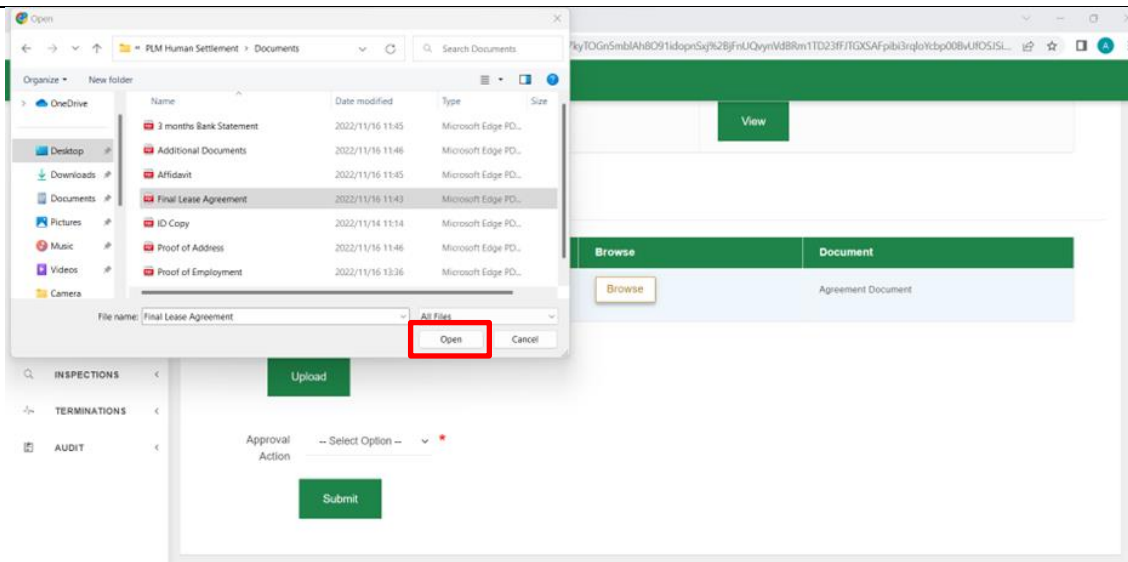 Open
PLM Human Settlement > Documents
Search Documents
Organize
New folder
OneDrive
Desktop
Downloads
Documents
Pictures
Music
Videos
Camera
Name Date modified Type Size
3 months Bank Statement 2022/11/16 11:45 Microsoft Edge PD...
Additional Documents 2022/11/16 11:46 Microsoft Edge PD...
Affidavit 2022/11/16 11:45 Microsoft Edge PD...
Final Lease Agreement 2022/11/16 11:43 Microsoft Edge PD...
ID Copy 2022/11/14 11:14 Microsoft Edge PD...
Proof of Address 2022/11/16 11:46 Microsoft Edge PD...
Proof of Employment 2022/11/16 13:36 Microsoft Edge PD...
File name: Final Lease Agreement All Files
Open Cancel
A
View
Browse Document
Browse Agreement Document
INSPECTIONS
TERMINATIONS
AUDIT
Upload
Approval
Action
-- Select Option -- *
Submit